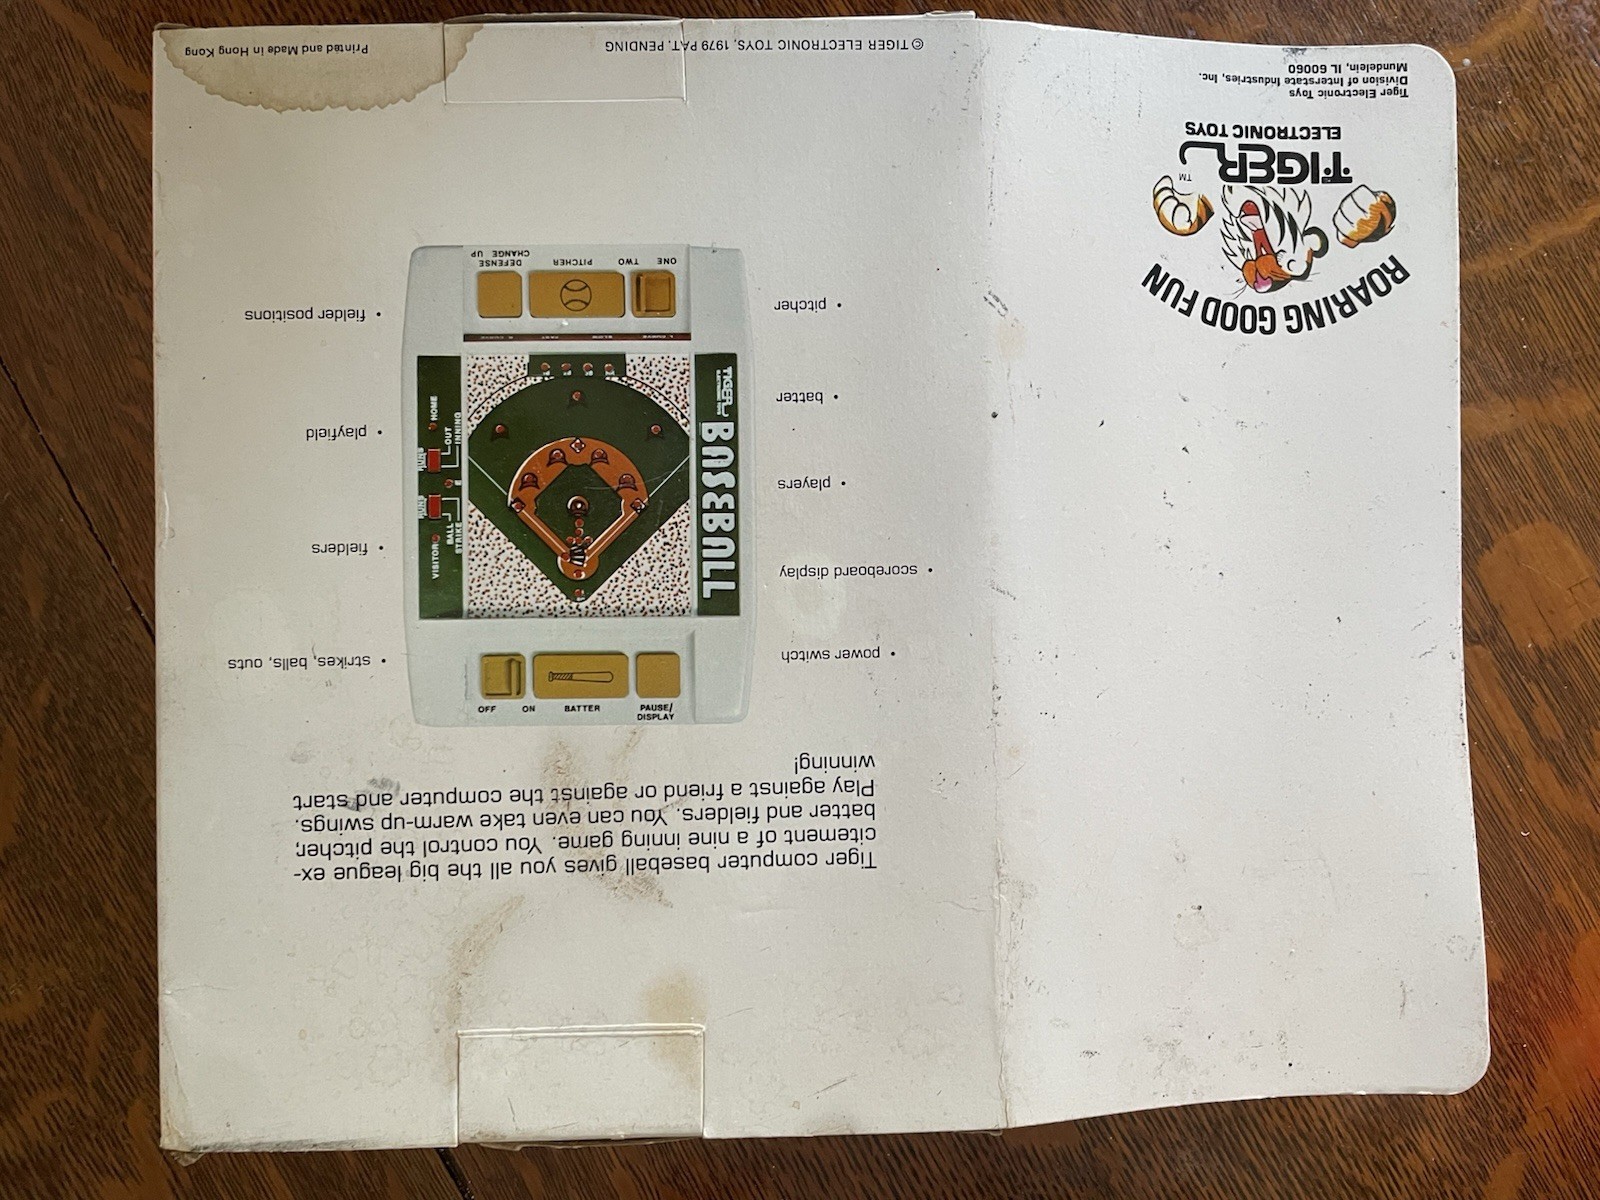 Tiger computer baseball gives you all the big league ex-
citement of a nine inning game. You control the pitcher,
batter and fielders. You can even take warm-up swings.
Play against a friend or against the computer and start
winning!
PAUSE/
DISPLAY
BATTER
OFF ON
• power switch
• scoreboard display
• players
• batter
• pitcher
• strikes, balls, outs
• fielders
• playfield
• fielder positions
BASEBALL
TIGER
VISITOR
BALL
STRIKE
HOME
OUT
INNING
ONE TWO
PITCHER
DEFENSE
CHANGE UP
ROARING GOOD FUN
TIGER™
ELECTRONIC TOYS
Tiger Electronic Toys
Division of Interstate Industries, Inc.
Mundelein, IL 60060
© TIGER ELECTRONIC TOYS, 1979 PAT. PENDING
Printed and Made in Hong Kong